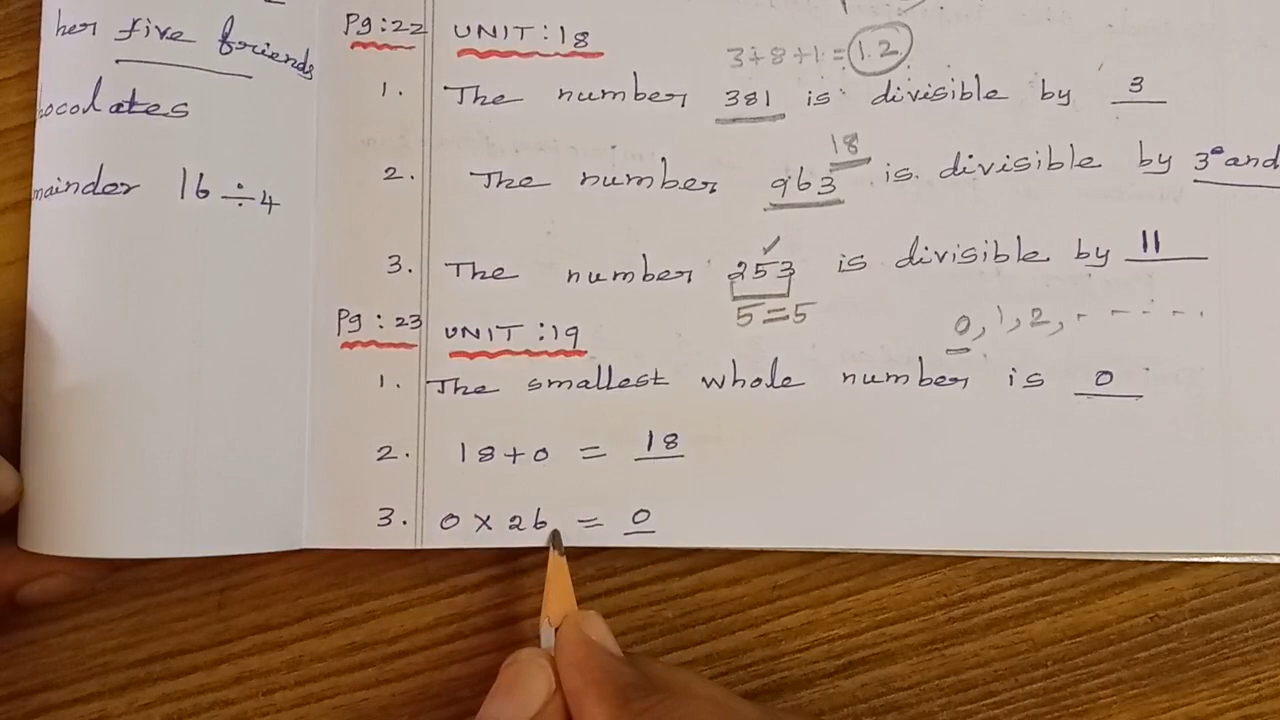 her five friends
ocolates
mainder 16 ÷ 4
Pg:22 UNIT:18
3+8+1=12
1. The number 381 is divisible by 3
18
2. The number 963 is divisible by 3 and
3. The number 253 is divisible by 11
5=5
Pg:23 UNIT:19
0,1,2,------
1. The smallest whole number is 0
2. 18+0 = 18
3. 0 × 26 = 0